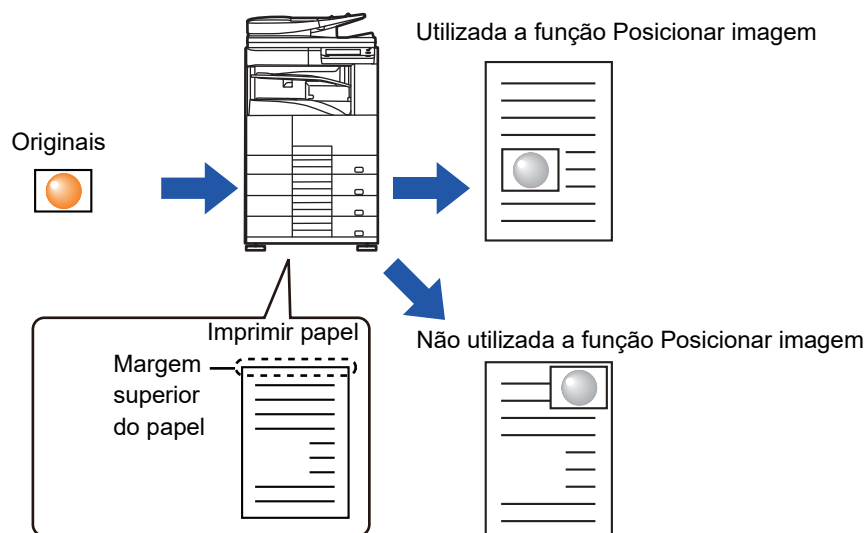 Utilizada a função Posicionar imagem
Originais
Imprimir papel
Margem
superior
do papel
Não utilizada a função Posicionar imagem